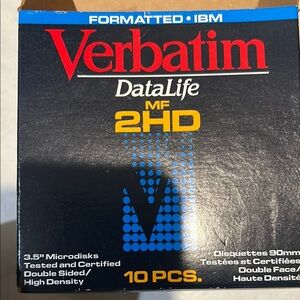 FORMATTED • IBM
Verbatim
DataLife
MF
2HD
3.5" Microdisks
Tested and Certified
Double Sided/
High Density
Disquettes 90mm
Testées et Certifiées
Double Face/
Haute Densité
10 PCS.